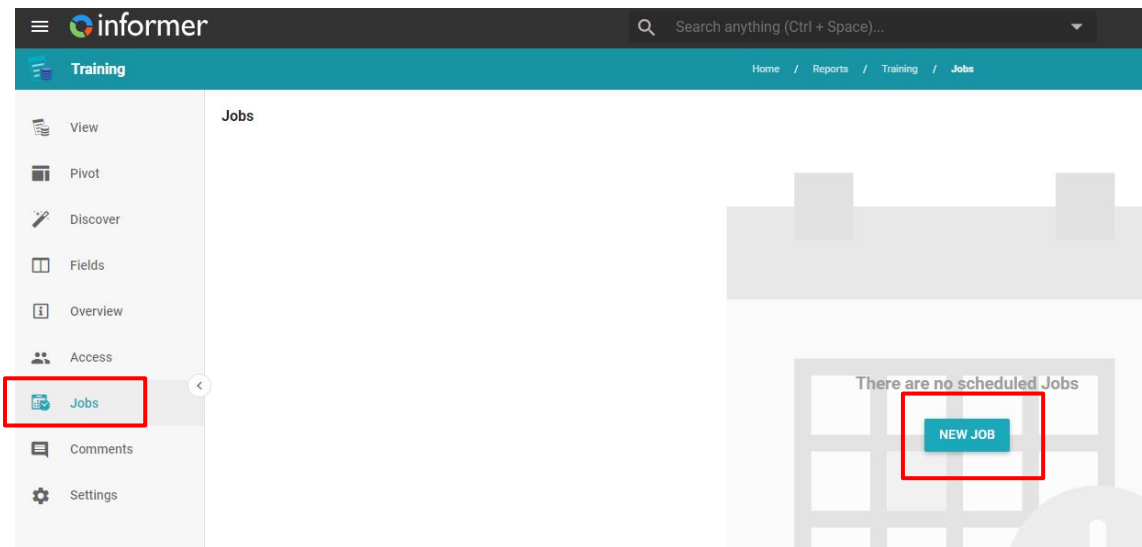 informer
Search anything (Ctrl + Space)...
Training
Home / Reports / Training / Jobs
View
Jobs
Pivot
Discover
Fields
Overview
Access
Jobs
Comments
Settings
There are no scheduled Jobs
NEW JOB